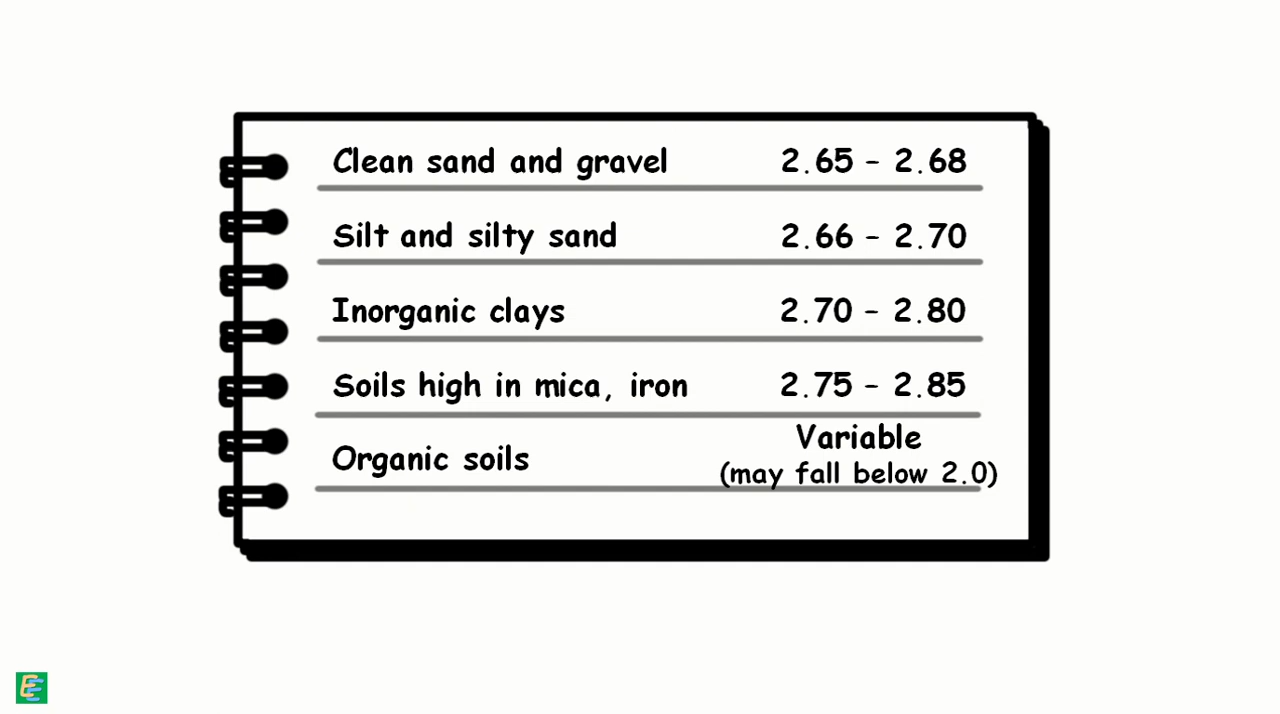 Clean sand and gravel 2.65 - 2.68
Silt and silty sand 2.66 - 2.70
Inorganic clays 2.70 - 2.80
Soils high in mica, iron 2.75 - 2.85
Organic soils Variable
(may fall below 2.0)
EE